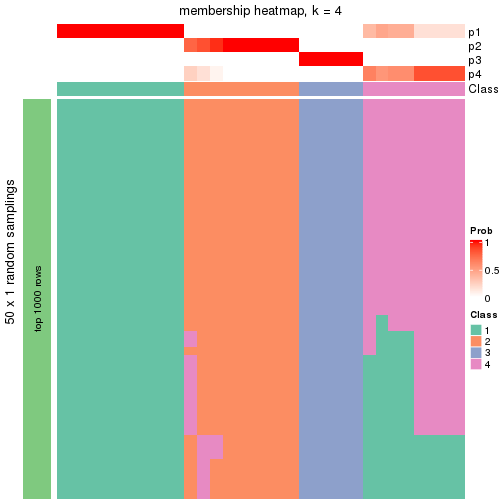 membership heatmap, k = 4
p1
p2
p3
p4
Class
50 x 1 random samplings
top 1000 rows
Prob
1
0.5
0
Class
1
2
3
4